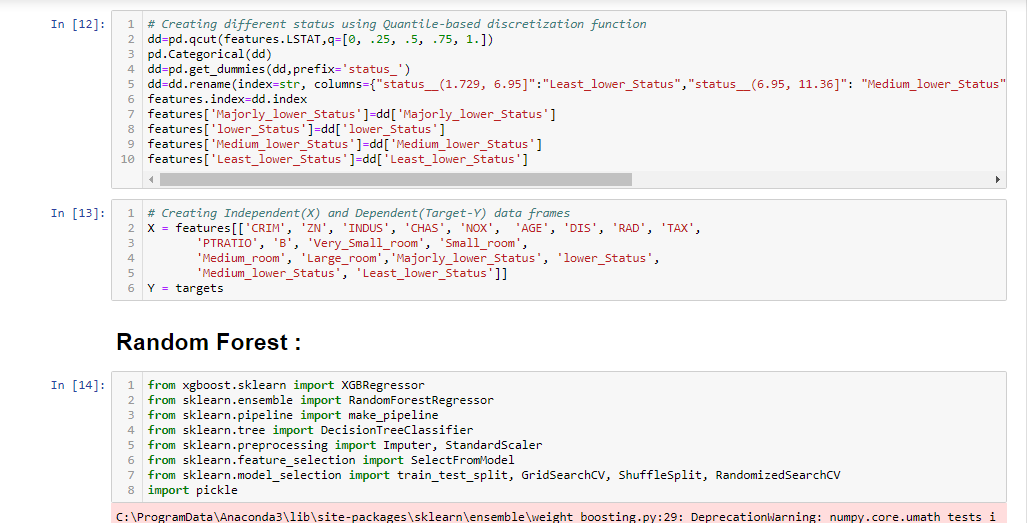 In [12]:
1 # Creating different status using Quantile-based discretization function
2 dd=pd.qcut(features.LSTAT,q=[0, .25, .5, .75, 1.])
3 pd.Categorical(dd)
4 dd=pd.get_dummies(dd,prefix='status_')
5 dd=dd.rename(index=str, columns={"status__(1.729, 6.95]":"Least_lower_Status","status__(6.95, 11.36]": "Medium_lower_Status"
6 features.index=dd.index
7 features['Majorly_lower_Status']=dd['Majorly_lower_Status']
8 features['lower_Status']=dd['lower_Status']
9 features['Medium_lower_Status']=dd['Medium_lower_Status']
10 features['Least_lower_Status']=dd['Least_lower_Status']
In [13]:
1 # Creating Independent(X) and Dependent(Target-Y) data frames
2 X = features[['CRIM', 'ZN', 'INDUS', 'CHAS', 'NOX',  'AGE', 'DIS', 'RAD', 'TAX',
3 'PTRATIO', 'B', 'Very_Small_room', 'Small_room',
4 'Medium_room', 'Large_room','Majorly_lower_Status', 'lower_Status',
5 'Medium_lower_Status', 'Least_lower_Status']]
6 Y = targets
Random Forest :
In [14]:
1 from xgboost.sklearn import XGBRegressor
2 from sklearn.ensemble import RandomForestRegressor
3 from sklearn.pipeline import make_pipeline
4 from sklearn.tree import DecisionTreeClassifier
5 from sklearn.preprocessing import Imputer, StandardScaler
6 from sklearn.feature_selection import SelectFromModel
7 from sklearn.model_selection import train_test_split, GridSearchCV, ShuffleSplit, RandomizedSearchCV
8 import pickle
C:\ProgramData\Anaconda3\lib\site-packages\sklearn\ensemble\weight_boosting.py:29: DeprecationWarning: numpy.core.umath_tests i